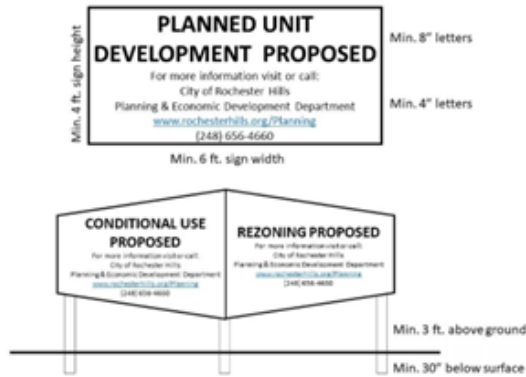 Min. 4 ft. sign height
PLANNED UNIT
DEVELOPMENT PROPOSED
For more information visit or call:
City of Rochester Hills
Planning & Economic Development Department
www.rochesterhills.org/Planning
(248) 656-4660
Min. 8" letters
Min. 4" letters
Min. 6 ft. sign width
CONDITIONAL USE
PROPOSED
For more information visit or call:
City of Rochester Hills
Planning & Economic Development Department
www.rochesterhills.org/Planning
(248) 656-4660
REZONING PROPOSED
For more information visit or call:
City of Rochester Hills
Planning & Economic Development Department
www.rochesterhills.org/Planning
(248) 656-4660
Min. 3 ft. above ground
Min. 30" below surface